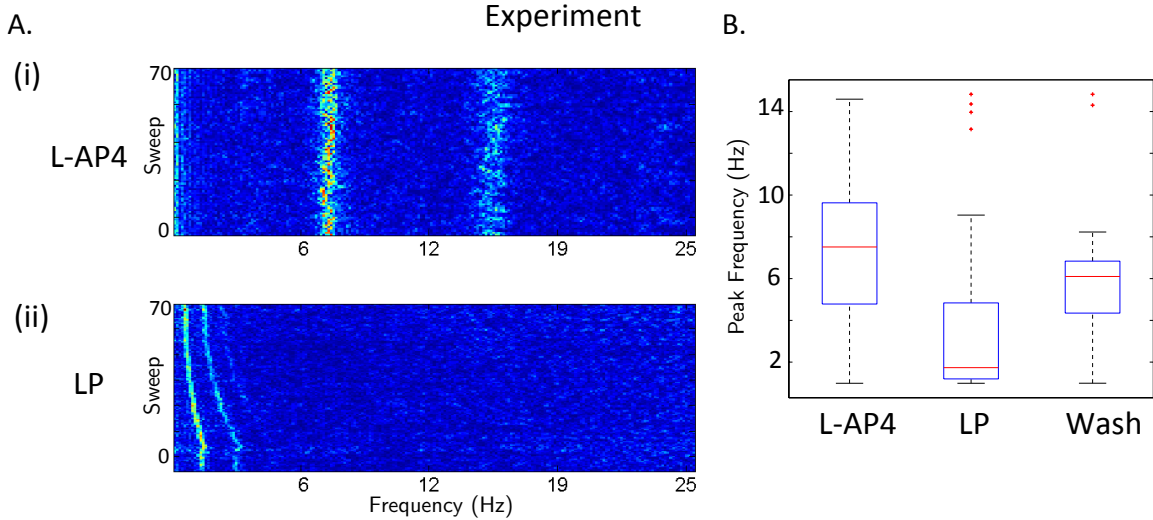 Experiment
A.
(i)
L-AP4
Sweep
70
0
6 12 19 25
(ii)
LP
Sweep
70
0
6 12 19 25
Frequency (Hz)
B.
Peak Frequency (Hz)
14
10
6
2
L-AP4 LP Wash